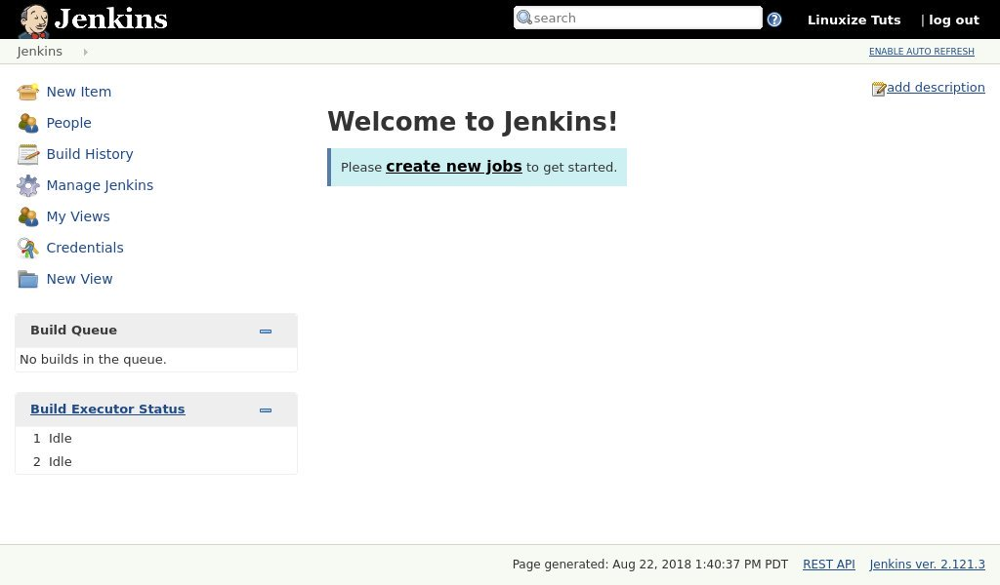 Jenkins
search
Linuxize Tuts | log out
Jenkins
ENABLE AUTO REFRESH
New Item
People
Build History
Manage Jenkins
My Views
Credentials
New View
Build Queue
No builds in the queue.
Build Executor Status
1 Idle
2 Idle
add description
Welcome to Jenkins!
Please create new jobs to get started.
Page generated: Aug 22, 2018 1:40:37 PM PDT REST API Jenkins ver. 2.121.3